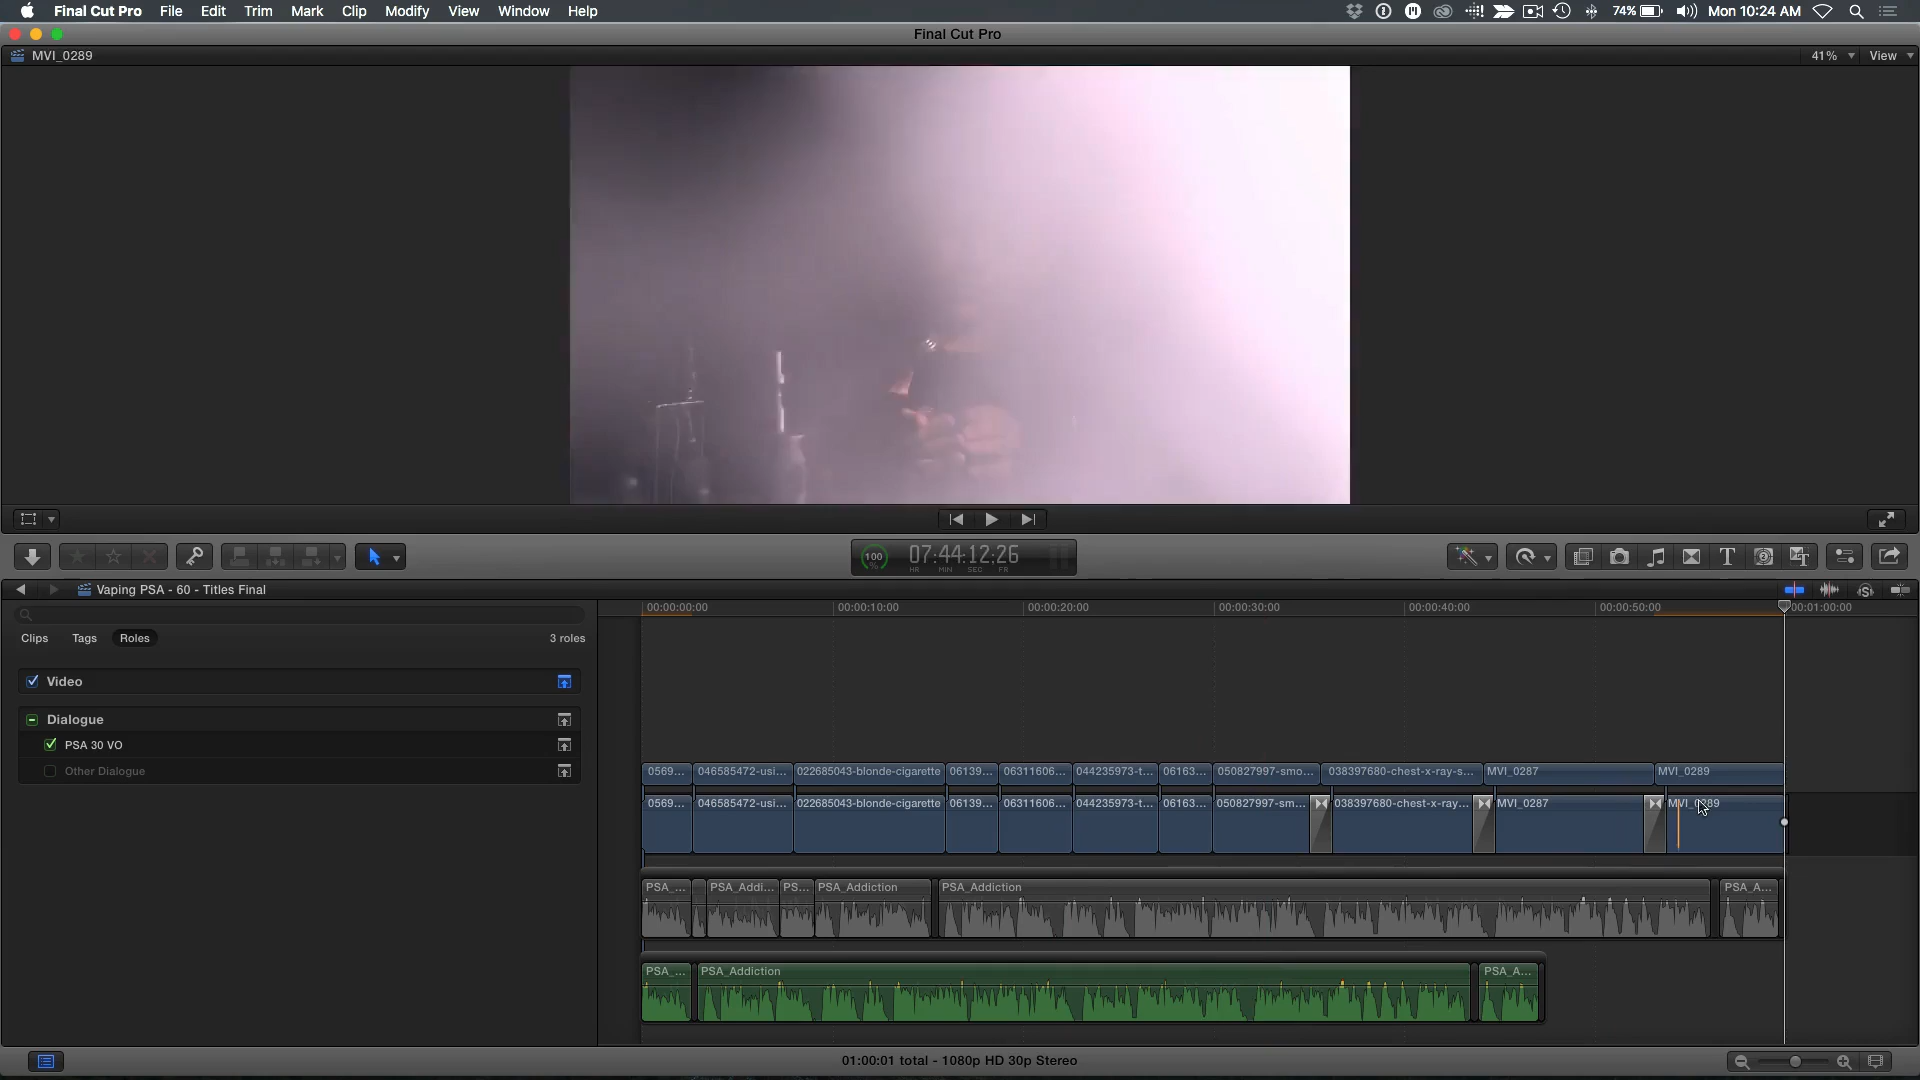 Final Cut Pro File Edit Trim Mark Clip Modify View Window Help 74% Mon 10:24 AM
Final Cut Pro
MVI_0289 41% View
100 % 07:44:12:26
HR MIN SEC FR
Vaping PSA - 60 - Titles Final
00:00:00:00 00:00:10:00 00:00:20:00 00:00:30:00 00:00:40:00 00:00:50:00 00:01:00:00
Clips Tags Roles 3 roles
Video
Dialogue
PSA 30 VO
Other Dialogue
0569... 046585472-usi... 022685043-blonde-cigarette 06139... 06311606... 044235973-t... 06163... 050827997-smo... 038397680-chest-x-ray-s... MVI_0287 MVI_0289
0569... 046585472-usi... 022685043-blonde-cigarette 06139... 06311606... 044235973-t... 06163... 050827997-sm... 038397680-chest-x-ray... MVI_0287 MVI_0289
PSA_... PSA_Addi... PS... PSA_Addiction PSA_Addiction PSA_A...
PSA_... PSA_Addiction PSA_A...
01:00:01 total - 1080p HD 30p Stereo